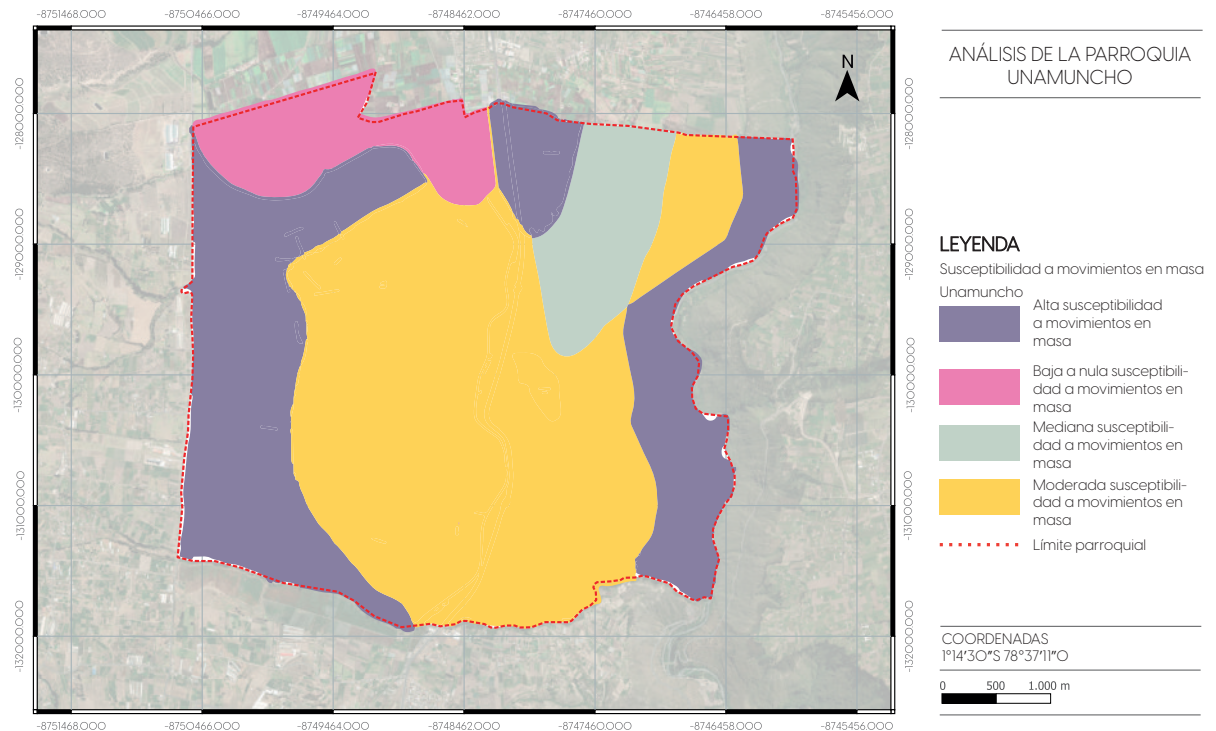 -8751468.000 -8750466.000 -8749464.000 -8748462.000 -8747460.000 -8746458.000 -8745456.000
-1280000.000 -1280000.000
-1290000.000 -1290000.000
-1300000.000 -1300000.000
-1310000.000 -1310000.000
-1320000.000 -1320000.000
-8751468.000 -8750466.000 -8749464.000 -8748462.000 -8747460.000 -8746458.000 -8745456.000
N
ANÁLISIS DE LA PARROQUIA
UNAMUNCHO
LEYENDA
Susceptibilidad a movimientos en masa
Unamuncho
Alta susceptibilidad
a movimientos en
masa
Baja a nula susceptibili-
dad a movimientos en
masa
Mediana susceptibili-
dad a movimientos en
masa
Moderada susceptibili-
dad a movimientos en
masa
Límite parroquial
COORDENADAS
1°14'30"S 78°37'11"O
0 500 1.000 m